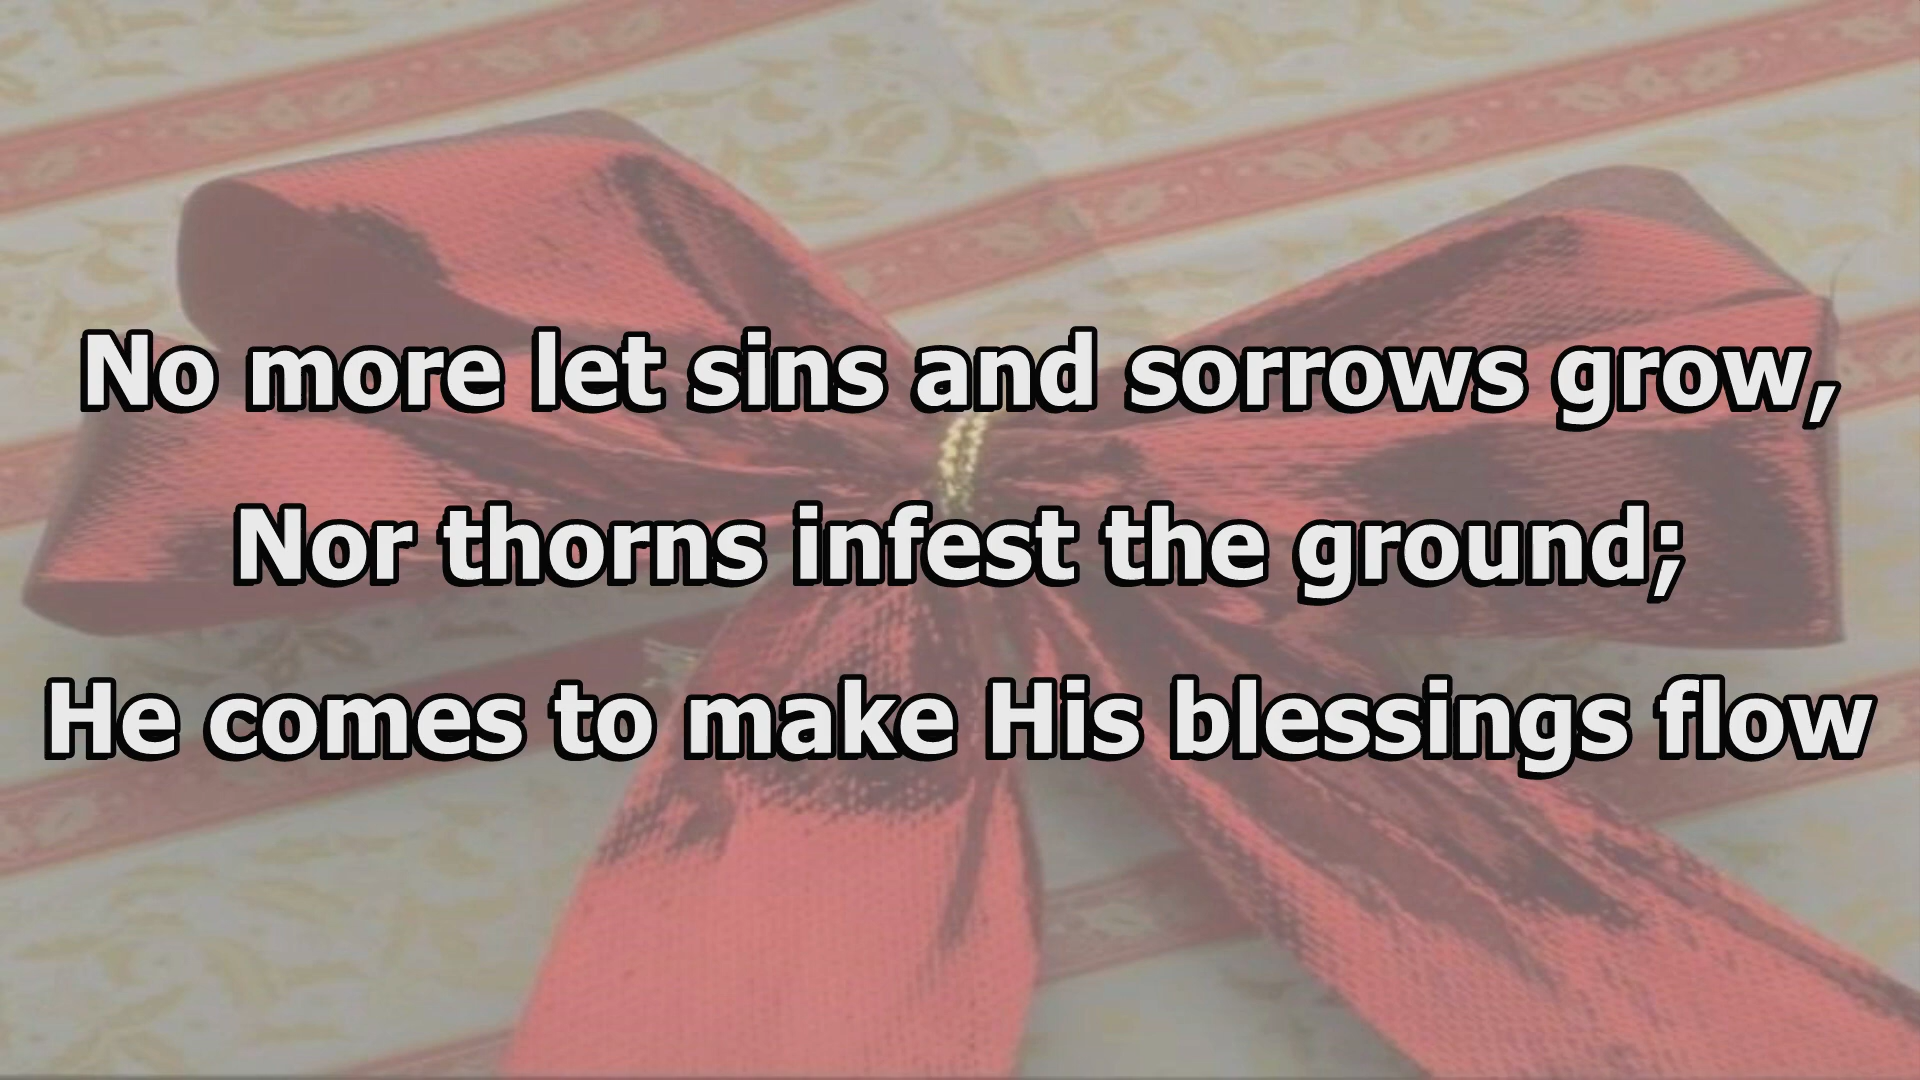 No more let sins and sorrows grow,
Nor thorns infest the ground;
He comes to make His blessings flow